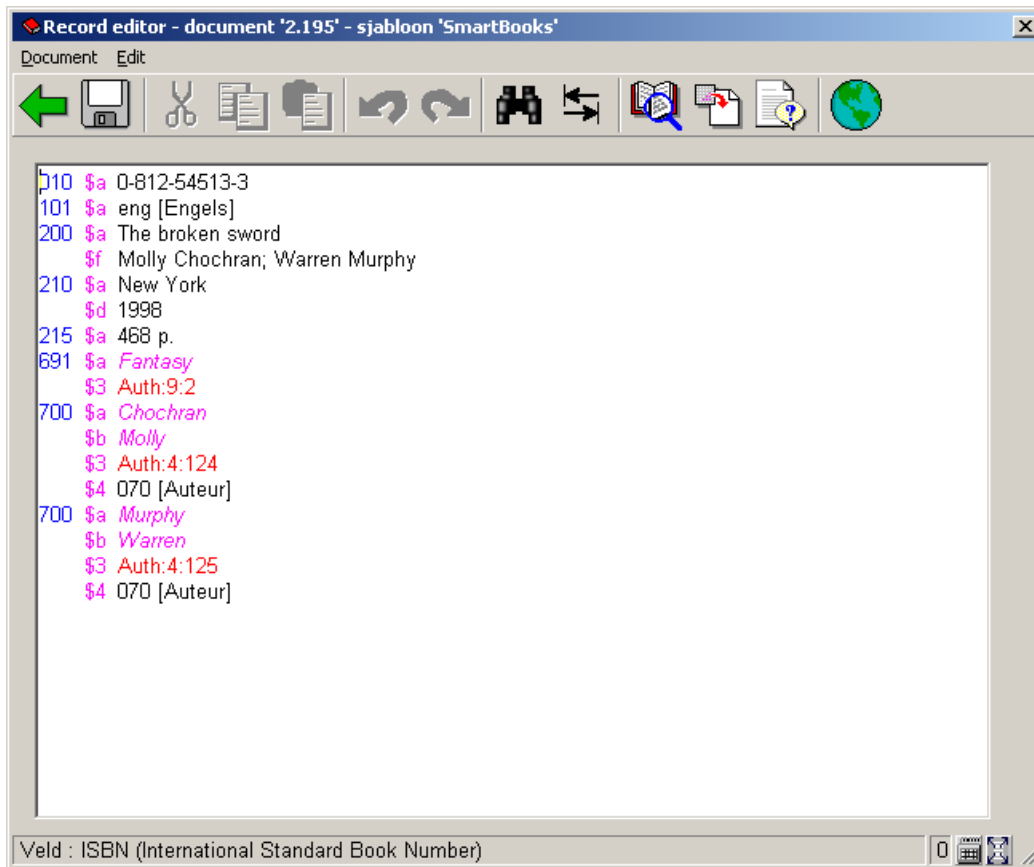 Record editor - document '2.195' - sjabloon 'SmartBooks'
Document Edit
010 $a 0-812-54513-3
101 $a eng [Engels]
200 $a The broken sword
$f Molly Chochran; Warren Murphy
210 $a New York
$d 1998
215 $a 468 p.
691 $a Fantasy
$3 Auth:9:2
700 $a Chochran
$b Molly
$3 Auth:4:124
$4 070 [Auteur]
700 $a Murphy
$b Warren
$3 Auth:4:125
$4 070 [Auteur]
Veld : ISBN (International Standard Book Number) 0